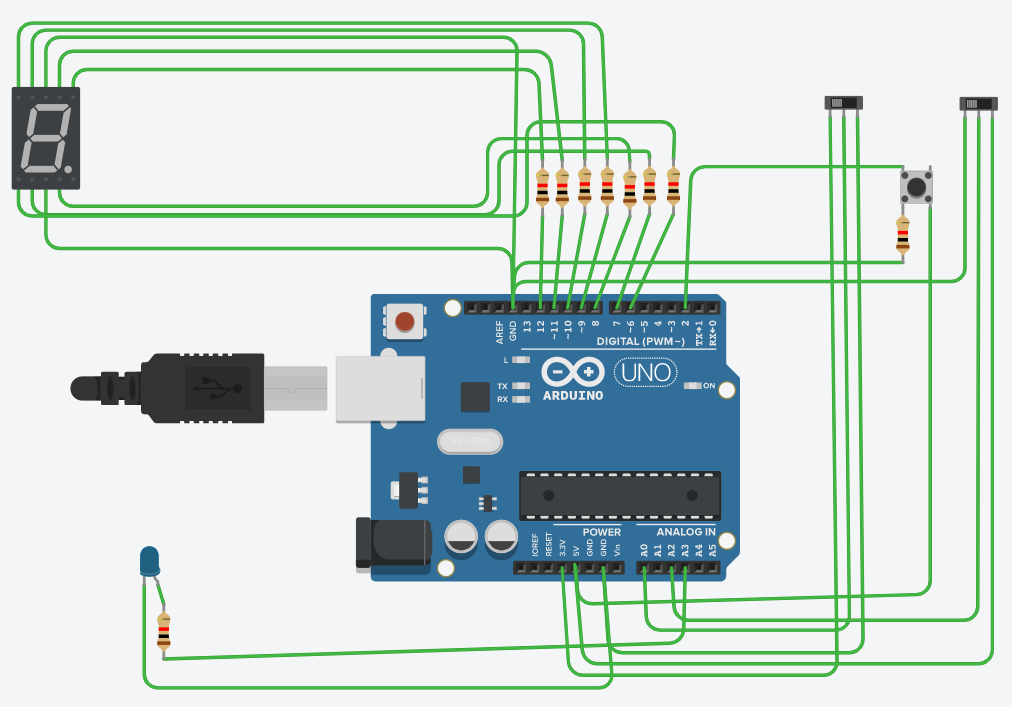 AREF
GND
13
12
~11
~10
~9
8
7
~6
~5
4
~3
2
TX→1
RX←0
DIGITAL (PWM~)
L
TX
RX
UNO
ON
ARDUINO
POWER
ANALOG IN
IOREF
RESET
3.3V
5V
GND
GND
Vin
A0
A1
A2
A3
A4
A5